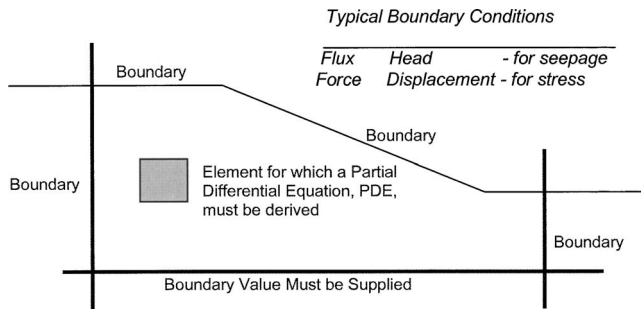 Typical Boundary Conditions
Flux Head - for seepage
Force Displacement - for stress
Boundary
Boundary
Boundary
Element for which a Partial
Differential Equation, PDE,
must be derived
Boundary
Boundary Value Must be Supplied